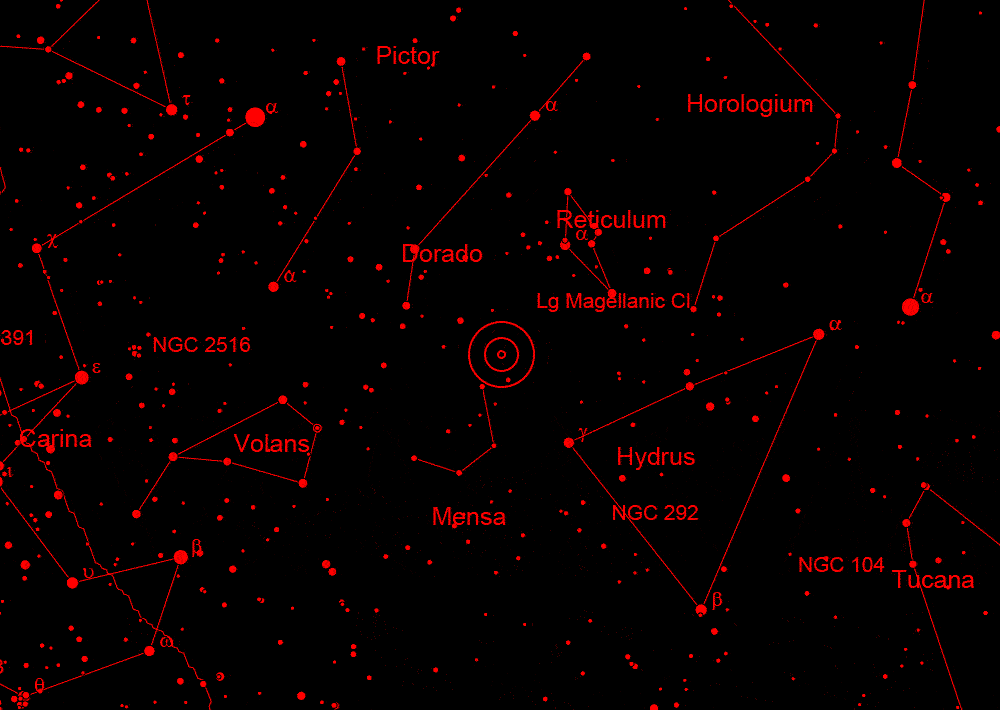 Pictor
τ
α
α
Horologium
Reticulum
α
χ
Dorado
α
Lg Magellanic Cl
α
α
391
NGC 2516
ε
γ
Carina
Volans
Hydrus
ι
Mensa
NGC 292
β
NGC 104
υ
Tucana
β
ω
θ